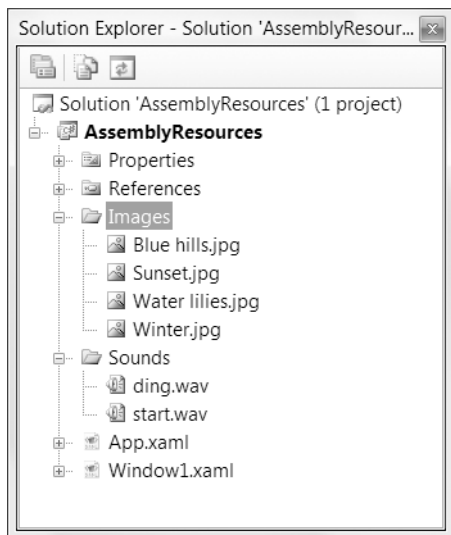 Solution Explorer - Solution 'AssemblyResour...
Solution 'AssemblyResources' (1 project)
AssemblyResources
Properties
References
Images
Blue hills.jpg
Sunset.jpg
Water lilies.jpg
Winter.jpg
Sounds
ding.wav
start.wav
App.xaml
Window1.xaml